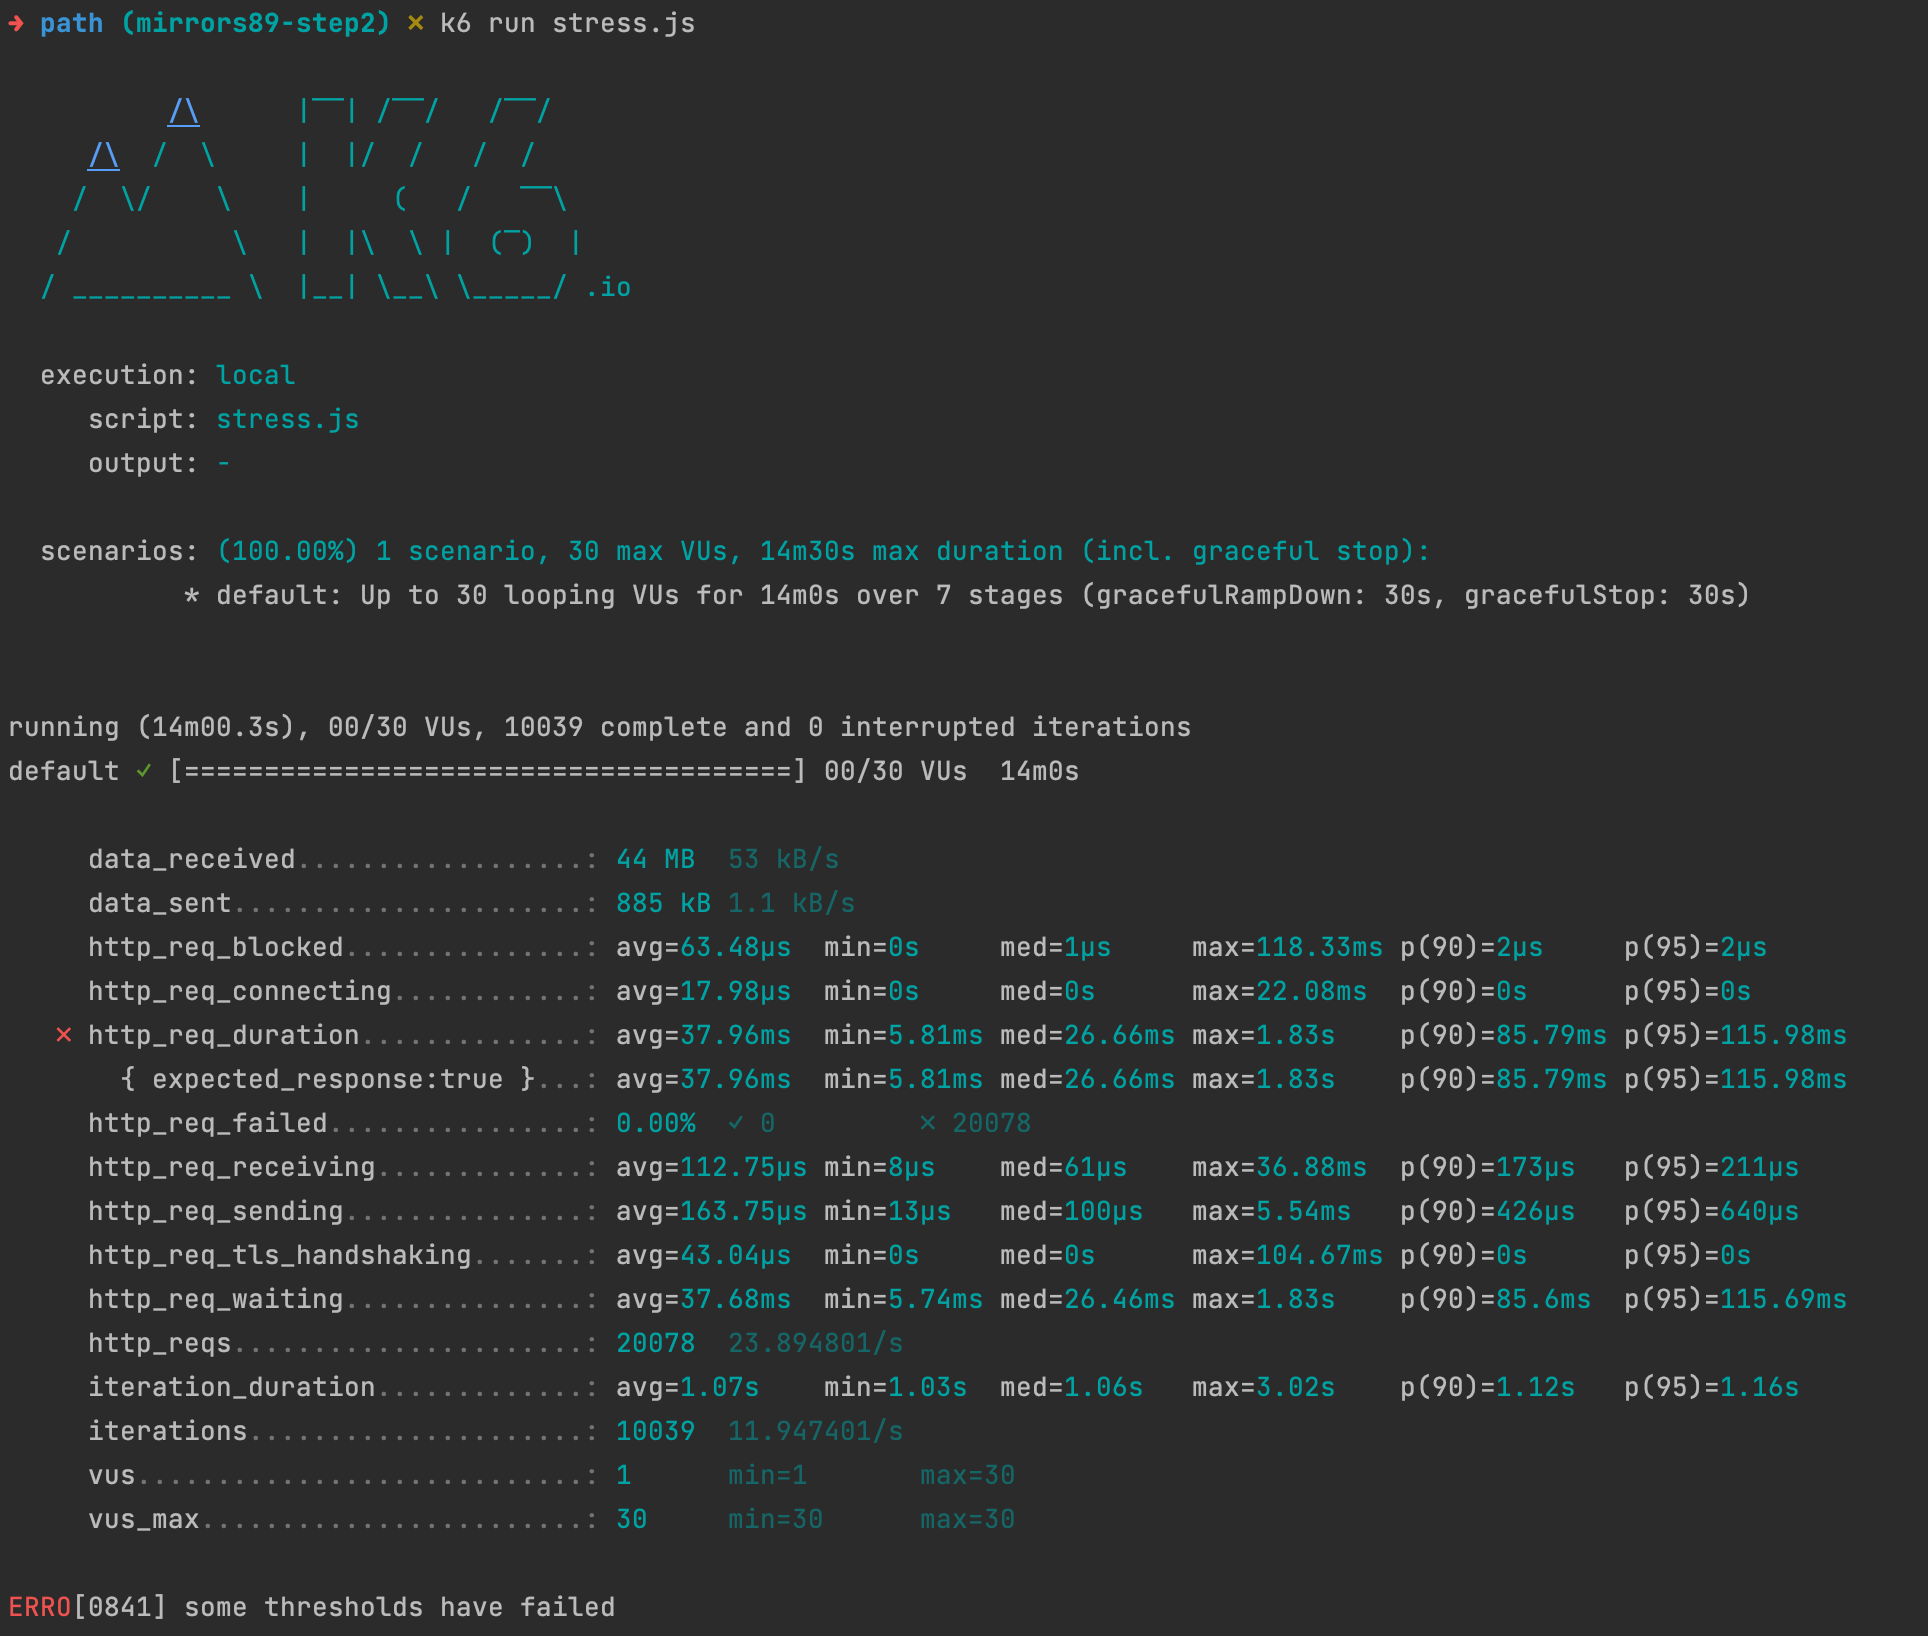 ➜ path (mirrors89-step2) ✗ k6 run stress.js
          /\      |‾‾| /‾‾/   /‾‾/
     /\  /  \     |  |/  /   /  /
    /  \/    \    |     (   /   ‾‾\
   /          \   |  |\  \ |  (‾)  |
  / __________ \  |__| \__\ \_____/ .io
  execution: local
     script: stress.js
     output: -
  scenarios: (100.00%) 1 scenario, 30 max VUs, 14m30s max duration (incl. graceful stop):
           * default: Up to 30 looping VUs for 14m0s over 7 stages (gracefulRampDown: 30s, gracefulStop: 30s)
running (14m00.3s), 00/30 VUs, 10039 complete and 0 interrupted iterations
default ✓ [======================================] 00/30 VUs  14m0s
     data_received..................: 44 MB  53 kB/s
     data_sent......................: 885 kB 1.1 kB/s
     http_req_blocked...............: avg=63.48µs  min=0s     med=1µs     max=118.33ms p(90)=2µs     p(95)=2µs
     http_req_connecting............: avg=17.98µs  min=0s     med=0s      max=22.08ms  p(90)=0s      p(95)=0s
   ✗ http_req_duration..............: avg=37.96ms  min=5.81ms med=26.66ms max=1.83s    p(90)=85.79ms p(95)=115.98ms
       { expected_response:true }...: avg=37.96ms  min=5.81ms med=26.66ms max=1.83s    p(90)=85.79ms p(95)=115.98ms
     http_req_failed................: 0.00%  ✓ 0         ✗ 20078
     http_req_receiving.............: avg=112.75µs min=8µs    med=61µs    max=36.88ms  p(90)=173µs   p(95)=211µs
     http_req_sending...............: avg=163.75µs min=13µs   med=100µs   max=5.54ms   p(90)=426µs   p(95)=640µs
     http_req_tls_handshaking.......: avg=43.04µs  min=0s     med=0s      max=104.67ms p(90)=0s      p(95)=0s
     http_req_waiting...............: avg=37.68ms  min=5.74ms med=26.46ms max=1.83s    p(90)=85.6ms  p(95)=115.69ms
     http_reqs......................: 20078  23.894801/s
     iteration_duration.............: avg=1.07s    min=1.03s  med=1.06s   max=3.02s    p(90)=1.12s   p(95)=1.16s
     iterations.....................: 10039  11.947401/s
     vus............................: 1      min=1       max=30
     vus_max........................: 30     min=30      max=30
ERRO[0841] some thresholds have failed